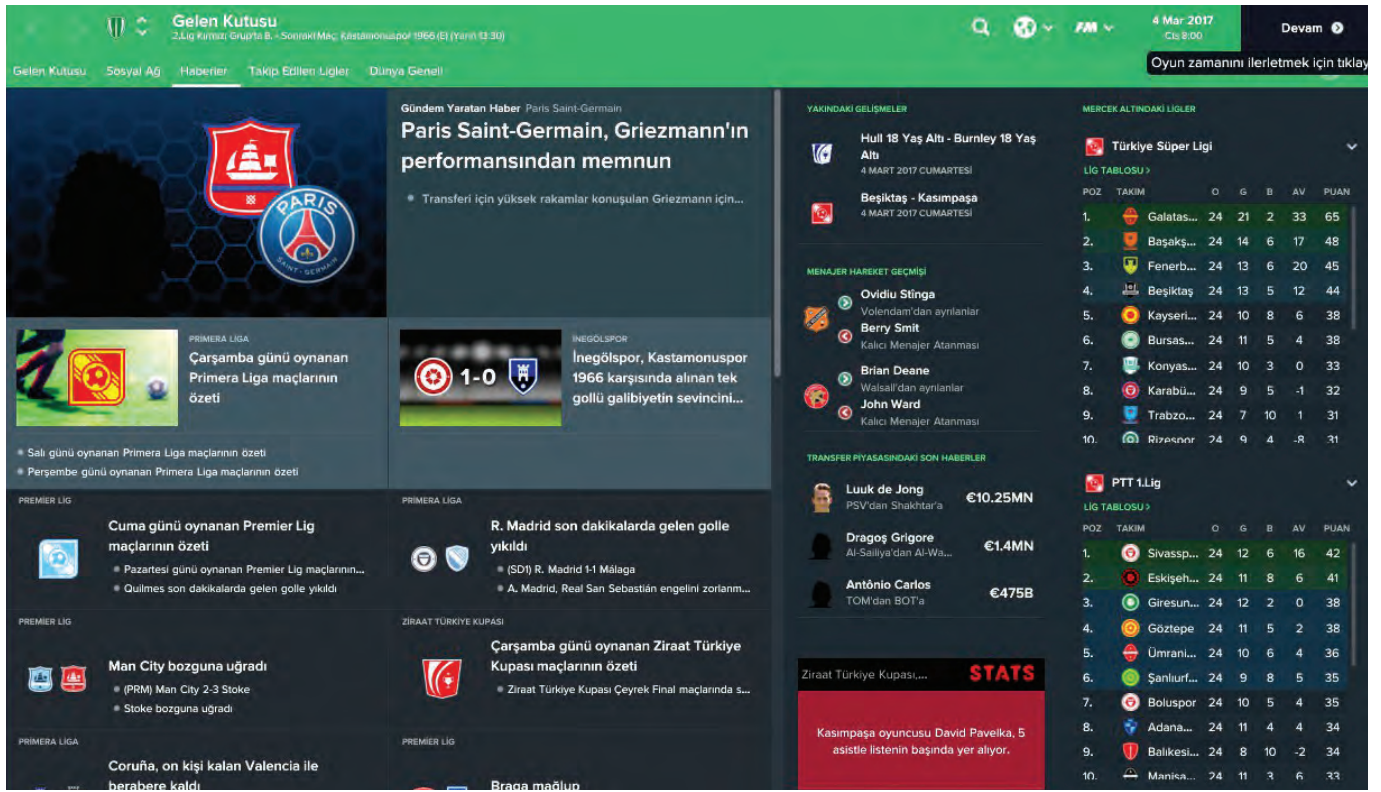 Gelen Kutusu
2.Lig Kırmızı Grup'ta 8. - Sonraki Maç: Kastamonuspor 1966 (E) (Yarın 13:30)
FM
4 Mar 2017
Cts 8:00
Devam
Oyun zamanını ilerletmek için tıklay
Gelen Kutusu Sosyal Ağ Haberler Takip Edilen Ligler Dünya Geneli
PARIS
SAINT-GERMAIN
Gündem Yaratan Haber Paris Saint-Germain
Paris Saint-Germain, Griezmann'ın
performansından memnun
Transferi için yüksek rakamlar konuşulan Griezmann için...
PRIMERA LIGA
Çarşamba günü oynanan
Primera Liga maçlarının
özeti
Salı günü oynanan Primera Liga maçlarının özeti
Perşembe günü oynanan Primera Liga maçlarının özeti
1-0
İNEGÖLSPOR
İnegölspor, Kastamonuspor
1966 karşısında alınan tek
gollü galibiyetin sevincini...
PREMIER LİG
Cuma günü oynanan Premier Lig
maçlarının özeti
Pazartesi günü oynanan Premier Lig maçlarının...
Quilmes son dakikalarda gelen golle yıkıldı
PRIMERA LIGA
R. Madrid son dakikalarda gelen golle
yıkıldı
(SD1) R. Madrid 1-1 Málaga
A. Madrid, Real San Sebastián engelini zorlanm...
PREMIER LİG
Man City bozguna uğradı
(PRM) Man City 2-3 Stoke
Stoke bozguna uğradı
ZİRAAT TÜRKİYE KUPASI
Çarşamba günü oynanan Ziraat Türkiye
Kupası maçlarının özeti
Ziraat Türkiye Kupası Çeyrek Final maçlarında s...
PRIMERA LIGA
Coruña, on kişi kalan Valencia ile
berabere kaldı
PREMIER LİG
Braga mağlup
YAKINDAKİ GELİŞMELER
Hull 18 Yaş Altı - Burnley 18 Yaş
Altı
4 MART 2017 CUMARTESİ
Beşiktaş - Kasımpaşa
4 MART 2017 CUMARTESİ
MENAJER HAREKET GEÇMİŞİ
Ovidiu Stînga
Volendam'dan ayrılanlar
Berry Smit
Kalıcı Menajer Atanması
Brian Deane
Walsall'dan ayrılanlar
John Ward
Kalıcı Menajer Atanması
TRANSFER PİYASASINDAKİ SON HABERLER
Luuk de Jong €10.25MN
PSV'dan Shakhtar'a
Dragoş Grigore €1.4MN
Al-Sailiya'dan Al-Wa...
Antônio Carlos €475B
TOM'dan BOT'a
Ziraat Türkiye Kupası,... STATS
Kasımpaşa oyuncusu David Pavelka, 5
asistle listenin başında yer alıyor.
MERCEK ALTINDAKİ LİGLER
Türkiye Süper Ligi
LİG TABLOSU >
POZ TAKIM O G B AV PUAN
1. Galatas... 24 21 2 33 65
2. Başakş... 24 14 6 17 48
3. Fenerb... 24 13 6 20 45
4. Beşiktaş 24 13 5 12 44
5. Kayseri... 24 10 8 6 38
6. Bursas... 24 11 5 4 38
7. Konyas... 24 10 3 0 33
8. Karabü... 24 9 5 -1 32
9. Trabzo... 24 7 10 1 31
10. Rizespor 24 9 4 -8 31
PTT 1.Lig
LİG TABLOSU >
POZ TAKIM O G B AV PUAN
1. Sivassp... 24 12 6 16 42
2. Eskişeh... 24 11 8 6 41
3. Giresun... 24 12 2 0 38
4. Göztepe 24 11 5 2 38
5. Ümrani... 24 10 6 4 36
6. Şanlıurf... 24 9 8 5 35
7. Boluspor 24 10 5 4 35
8. Adana... 24 11 4 4 34
9. Balıkesi... 24 8 10 -2 34
10. Manisa... 24 11 3 6 33